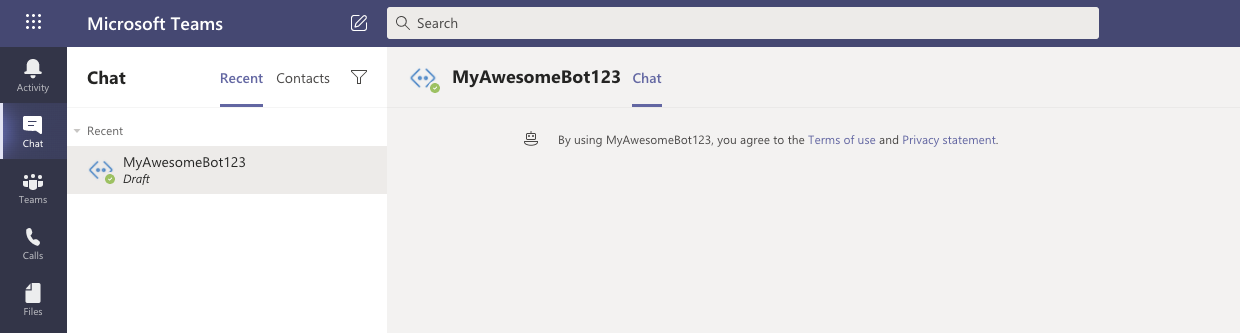 Microsoft Teams
Search
Activity
Chat
Teams
Calls
Files
Chat
Recent
Contacts
Recent
MyAwesomeBot123
Draft
MyAwesomeBot123
Chat
By using MyAwesomeBot123, you agree to the Terms of use and Privacy statement.